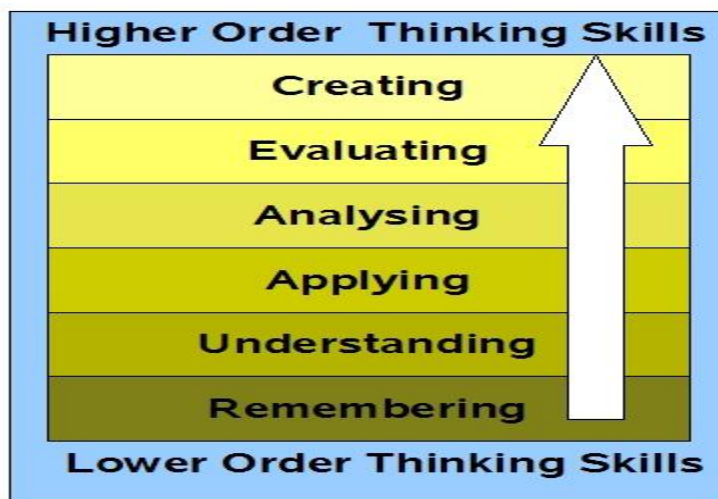 Higher Order Thinking Skills
Creating
Evaluating
Analysing
Applying
Understanding
Remembering
Lower Order Thinking Skills